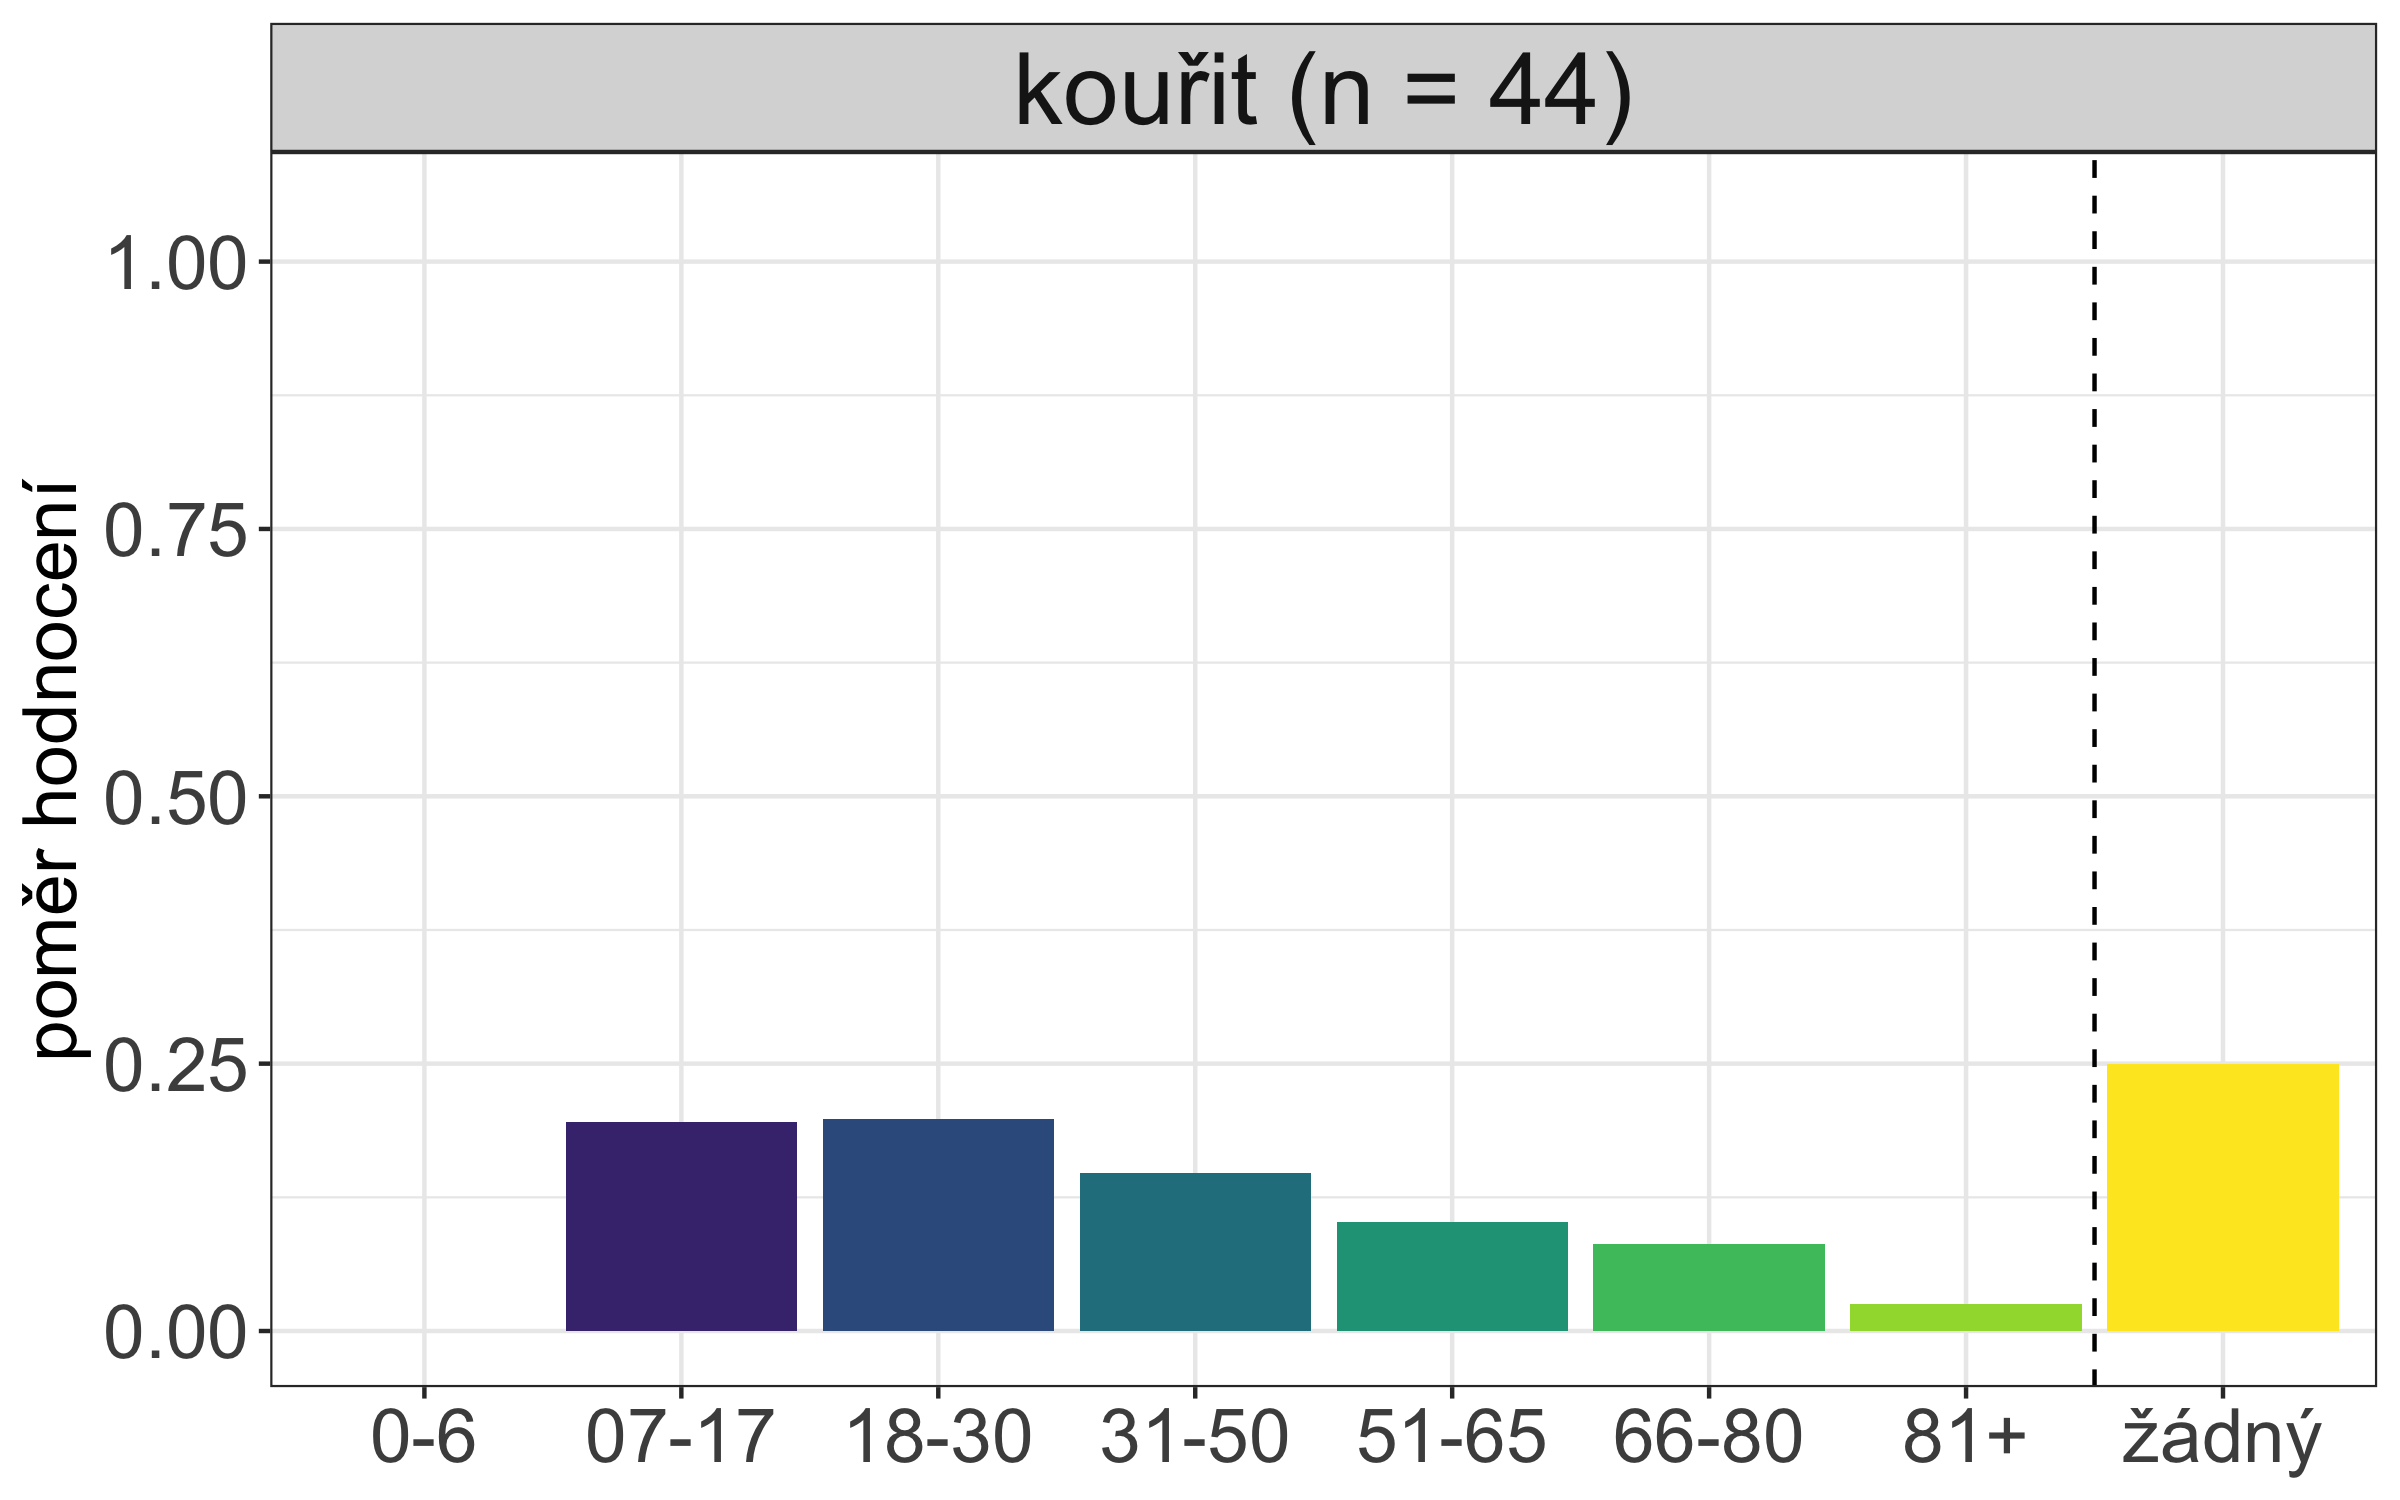 kouřit (n = 44)
poměr hodnocení
1.00
0.75
0.50
0.25
0.00
0-6 07-17 18-30 31-50 51-65 66-80 81+ žádný